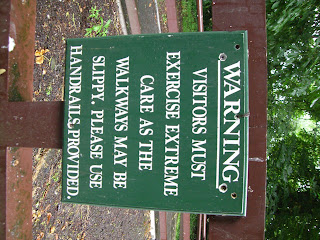 WARNING
VISITORS MUST
EXERCISE EXTREME
CARE AS THE
WALKWAYS MAY BE
SLIPPY. PLEASE USE
HANDRAILS PROVIDED.